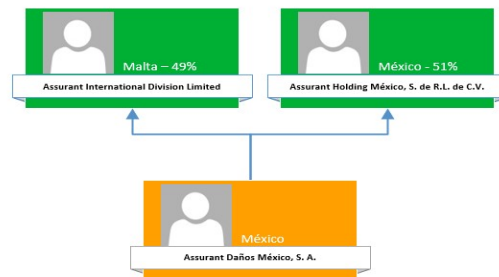 Malta – 49%
Assurant International Division Limited
México - 51%
Assurant Holding México, S. de R.L. de C.V.
México
Assurant Daños México, S. A.